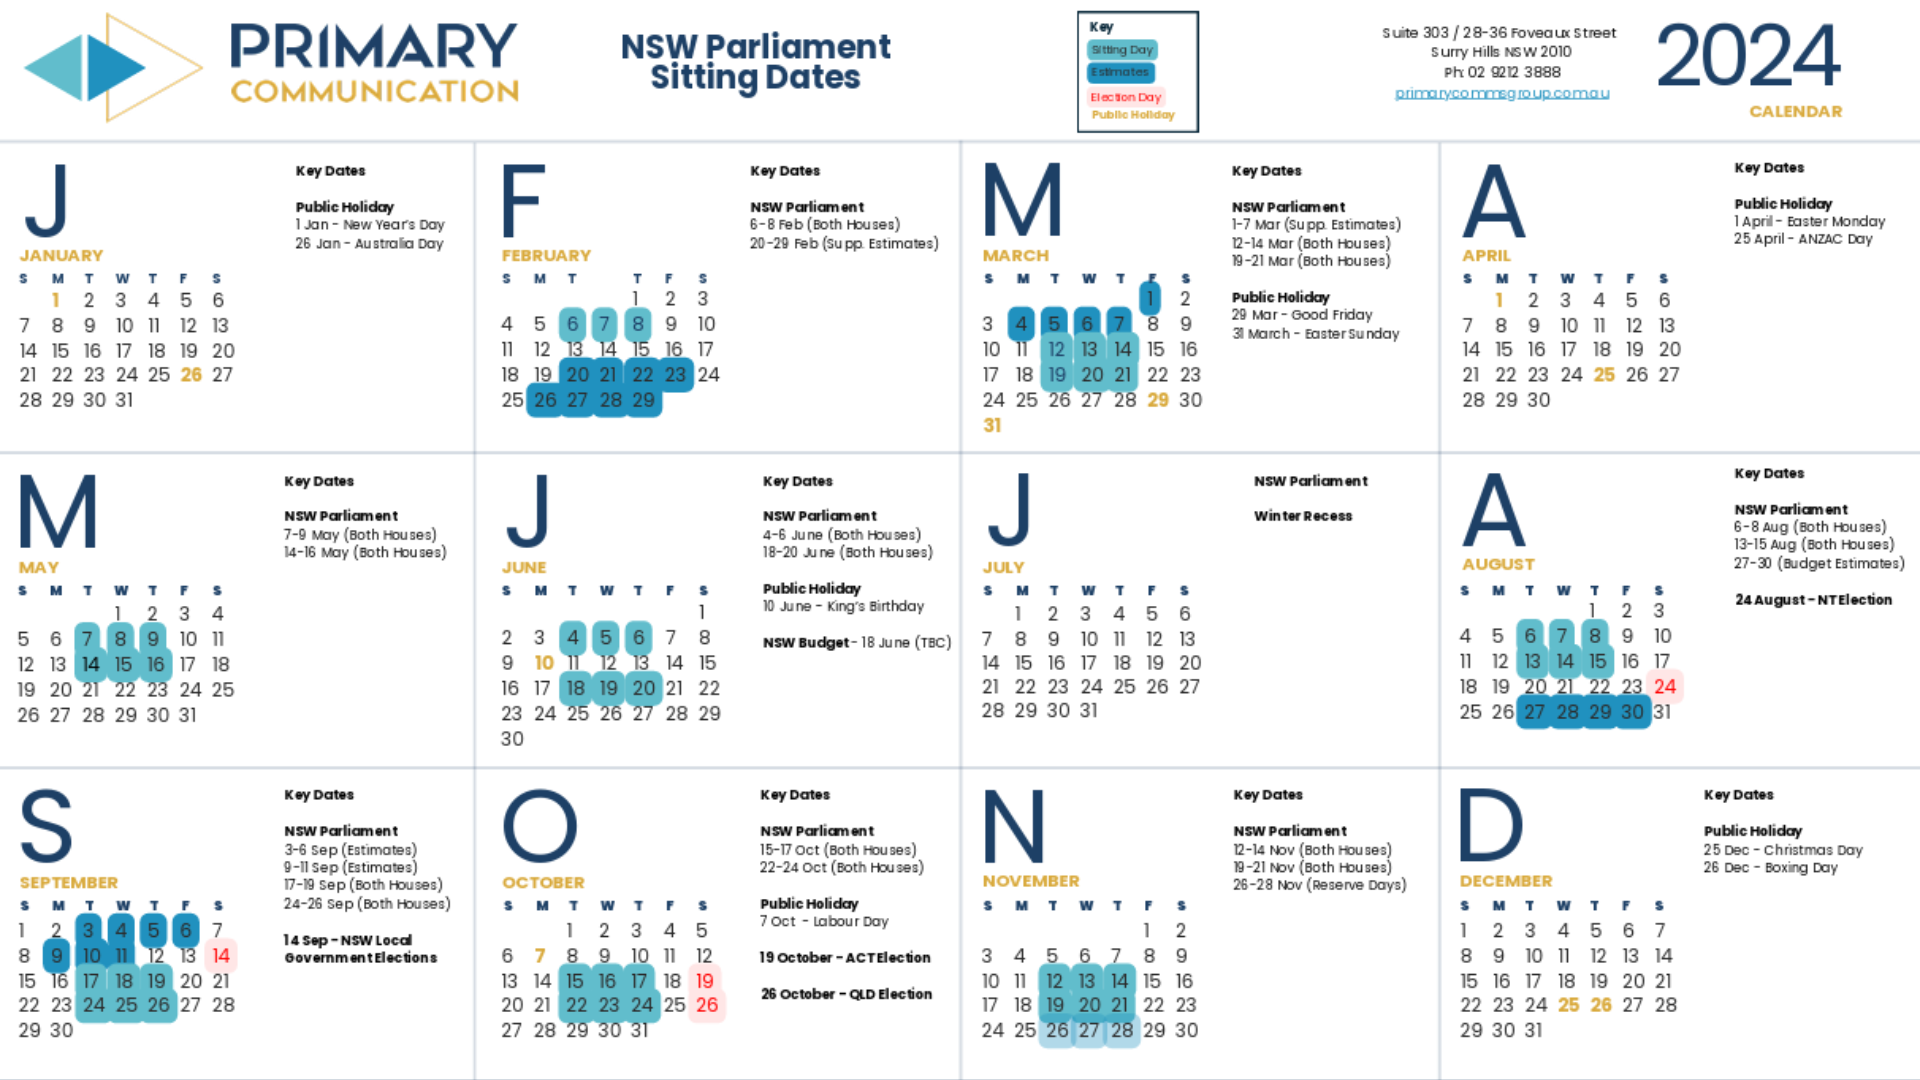 PRIMARY
COMMUNICATION
NSW Parliament
Sitting Dates
Key
Sitting Day
Estimates
Election Day
Public Holiday
Suite 303 / 28-36 Foveaux Street
Surry Hills NSW 2010
Ph: 02 9212 3888
primarycommsgroup.com.au
2024
CALENDAR
J
JANUARY
S M T W T F S
1 2 3 4 5 6
7 8 9 10 11 12 13
14 15 16 17 18 19 20
21 22 23 24 25 26 27
28 29 30 31
Key Dates
Public Holiday
1 Jan - New Year's Day
26 Jan - Australia Day
F
FEBRUARY
S M T T F S
1 2 3
4 5 6 7 8 9 10
11 12 13 14 15 16 17
18 19 20 21 22 23 24
25 26 27 28 29
Key Dates
NSW Parliament
6-8 Feb (Both Houses)
20-29 Feb (Supp. Estimates)
M
MARCH
S M T W T F S
1 2
3 4 5 6 7 8 9
10 11 12 13 14 15 16
17 18 19 20 21 22 23
24 25 26 27 28 29 30
31
Key Dates
NSW Parliament
1-7 Mar (Supp. Estimates)
12-14 Mar (Both Houses)
19-21 Mar (Both Houses)
Public Holiday
29 Mar - Good Friday
31 March - Easter Sunday
A
APRIL
S M T W T F S
1 2 3 4 5 6
7 8 9 10 11 12 13
14 15 16 17 18 19 20
21 22 23 24 25 26 27
28 29 30
Key Dates
Public Holiday
1 April - Easter Monday
25 April - ANZAC Day
M
MAY
S M T W T F S
1 2 3 4
5 6 7 8 9 10 11
12 13 14 15 16 17 18
19 20 21 22 23 24 25
26 27 28 29 30 31
Key Dates
NSW Parliament
7-9 May (Both Houses)
14-16 May (Both Houses)
J
JUNE
S M T W T F S
1
2 3 4 5 6 7 8
9 10 11 12 13 14 15
16 17 18 19 20 21 22
23 24 25 26 27 28 29
30
Key Dates
NSW Parliament
4-6 June (Both Houses)
18-20 June (Both Houses)
Public Holiday
10 June - King's Birthday
NSW Budget - 18 June (TBC)
J
JULY
S M T W T F S
1 2 3 4 5 6
7 8 9 10 11 12 13
14 15 16 17 18 19 20
21 22 23 24 25 26 27
28 29 30 31
NSW Parliament
Winter Recess
A
AUGUST
S M T W T F S
1 2 3
4 5 6 7 8 9 10
11 12 13 14 15 16 17
18 19 20 21 22 23 24
25 26 27 28 29 30 31
Key Dates
NSW Parliament
6-8 Aug (Both Houses)
13-15 Aug (Both Houses)
27-30 (Budget Estimates)
24 August - NT Election
S
SEPTEMBER
S M T W T F S
1 2 3 4 5 6 7
8 9 10 11 12 13 14
15 16 17 18 19 20 21
22 23 24 25 26 27 28
29 30
Key Dates
NSW Parliament
3-6 Sep (Estimates)
9-11 Sep (Estimates)
17-19 Sep (Both Houses)
24-26 Sep (Both Houses)
14 Sep - NSW Local
Government Elections
O
OCTOBER
S M T W T F S
1 2 3 4 5
6 7 8 9 10 11 12
13 14 15 16 17 18 19
20 21 22 23 24 25 26
27 28 29 30 31
Key Dates
NSW Parliament
15-17 Oct (Both Houses)
22-24 Oct (Both Houses)
Public Holiday
7 Oct - Labour Day
19 October - ACT Election
26 October - QLD Election
N
NOVEMBER
S M T W T F S
1 2
3 4 5 6 7 8 9
10 11 12 13 14 15 16
17 18 19 20 21 22 23
24 25 26 27 28 29 30
Key Dates
NSW Parliament
12-14 Nov (Both Houses)
19-21 Nov (Both Houses)
26-28 Nov (Reserve Days)
D
DECEMBER
S M T W T F S
1 2 3 4 5 6 7
8 9 10 11 12 13 14
15 16 17 18 19 20 21
22 23 24 25 26 27 28
29 30 31
Key Dates
Public Holiday
25 Dec - Christmas Day
26 Dec - Boxing Day